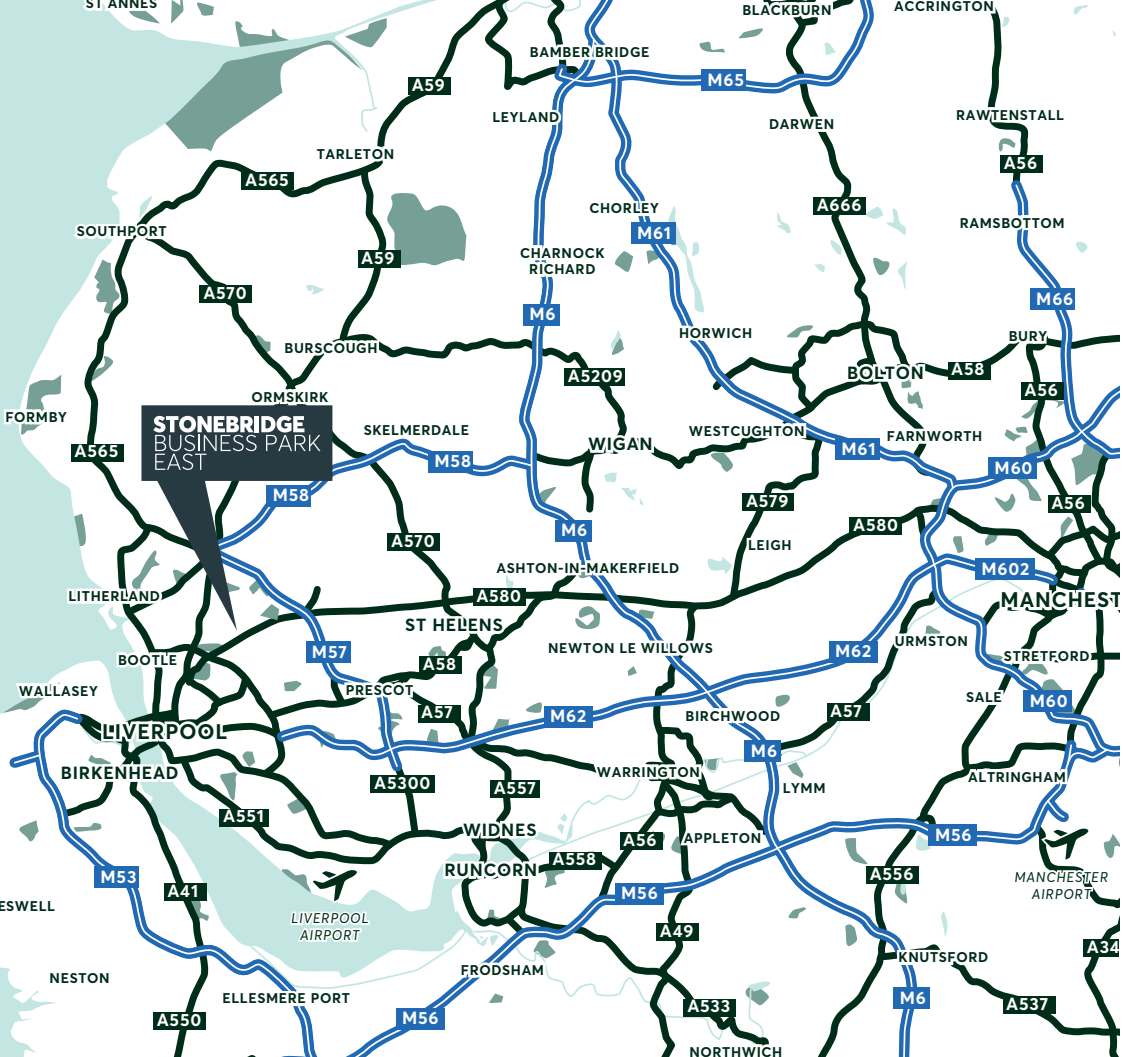 ST ANNES
BLACKBURN
ACCRINGTON
BAMBER BRIDGE
A59
M65
LEYLAND
DARWEN
RAWTENSTALL
TARLETON
A56
A565
A666
CHORLEY
RAMSBOTTOM
SOUTHPORT
M61
A59
CHARNOCK
RICHARD
A570
M66
M6
HORWICH
BURY
BURSCOUGH
A5209
BOLTON
A58
A56
ORMSKIRK
FORMBY
STONEBRIDGE
BUSINESS PARK
EAST
SKELMERDALE
WESTCUGHTON
FARNWORTH
WIGAN
A565
M58
M61
M60
M58
A579
A56
M6
A580
A570
LEIGH
ASHTON-IN-MAKERFIELD
M602
LITHERLAND
A580
MANCHEST
ST HELENS
URMSTON
NEWTON LE WILLOWS
M57
M62
BOOTLE
A58
STRETFORD
WALLASEY
PRESCOT
SALE
M60
A57
M62
BIRCHWOOD
A57
LIVERPOOL
M6
BIRKENHEAD
WARRINGTON
ALTRINGHAM
A5300
A557
LYMM
A551
WIDNES
A56
APPLETON
M56
A558
RUNCORN
M53
A41
M56
A556
MANCHESTER
AIRPORT
ESWELL
LIVERPOOL
AIRPORT
A49
A34
KNUTSFORD
NESTON
FRODSHAM
ELLESMERE PORT
M6
A533
A537
A550
M56
NORTHWICH